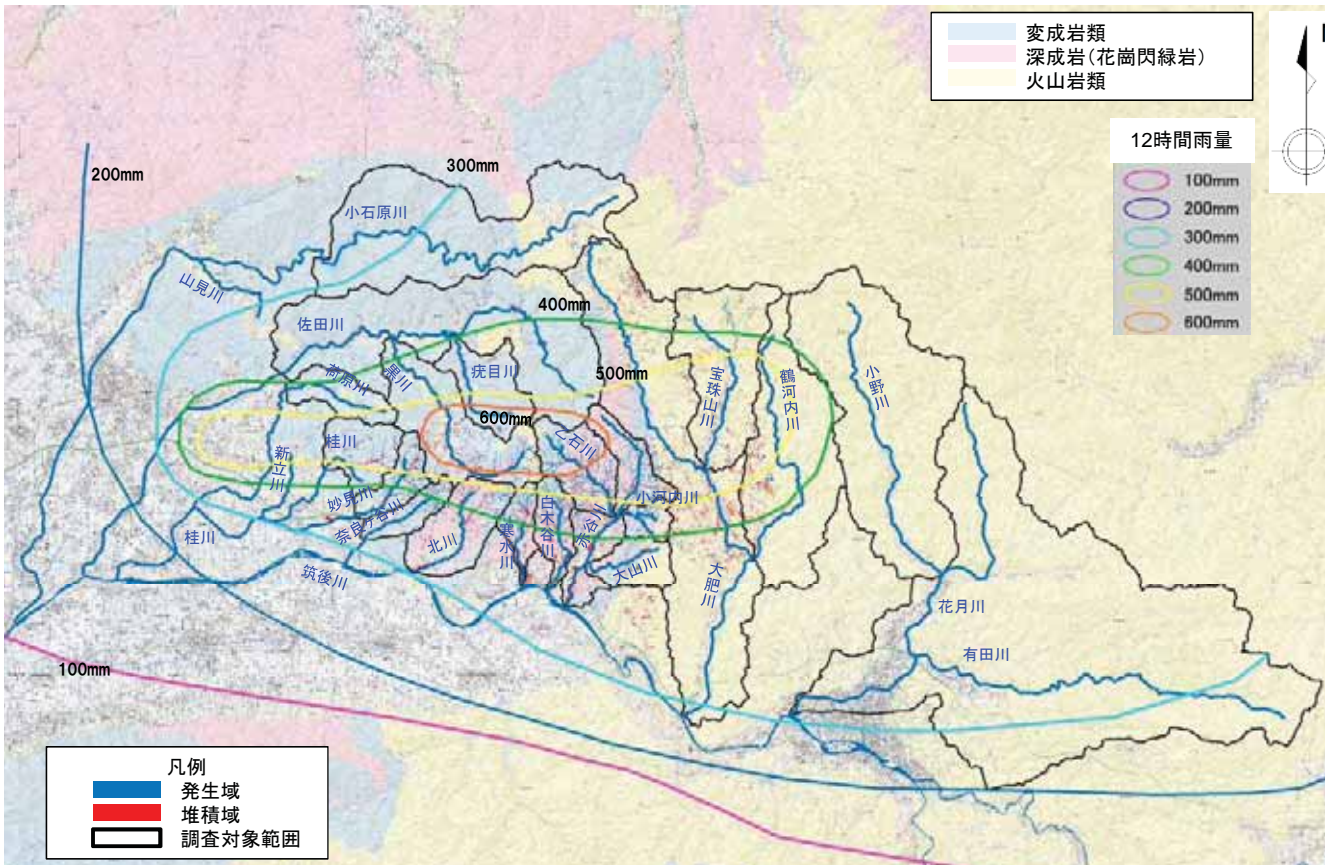 変成岩類
深成岩(花崗閃緑岩)
火山岩類
12時間雨量
100mm
200mm
300mm
400mm
500mm
600mm
200mm
300mm
小石原川
山見川
佐田川
400mm
荷原川
黒川
疣目川
500mm
宝珠山川
鶴河内川
小野川
600mm
桂川
乙石川
新立川
妙見川
小河内川
奈良ヶ谷川
白木谷川
赤谷川
桂川
北川
寒水川
筑後川
大山川
大肥川
花月川
有田川
100mm
凡例
発生域
堆積域
調査対象範囲